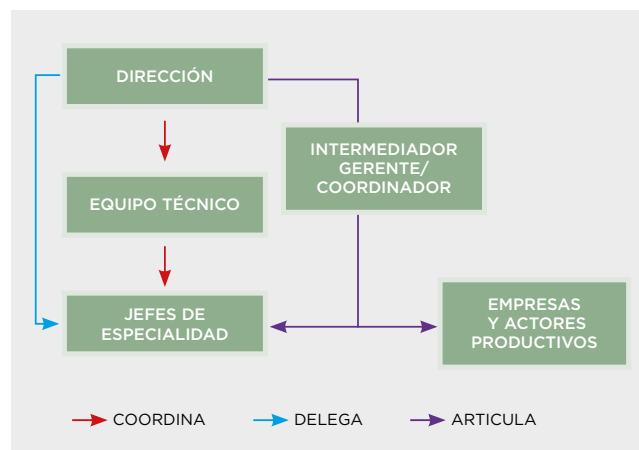 DIRECCIÓN
INTERMEDIADOR
GERENTE/
COORDINADOR
EQUIPO TÉCNICO
JEFES DE
ESPECIALIDAD
EMPRESAS
Y ACTORES
PRODUCTIVOS
COORDINA
DELEGA
ARTICULA